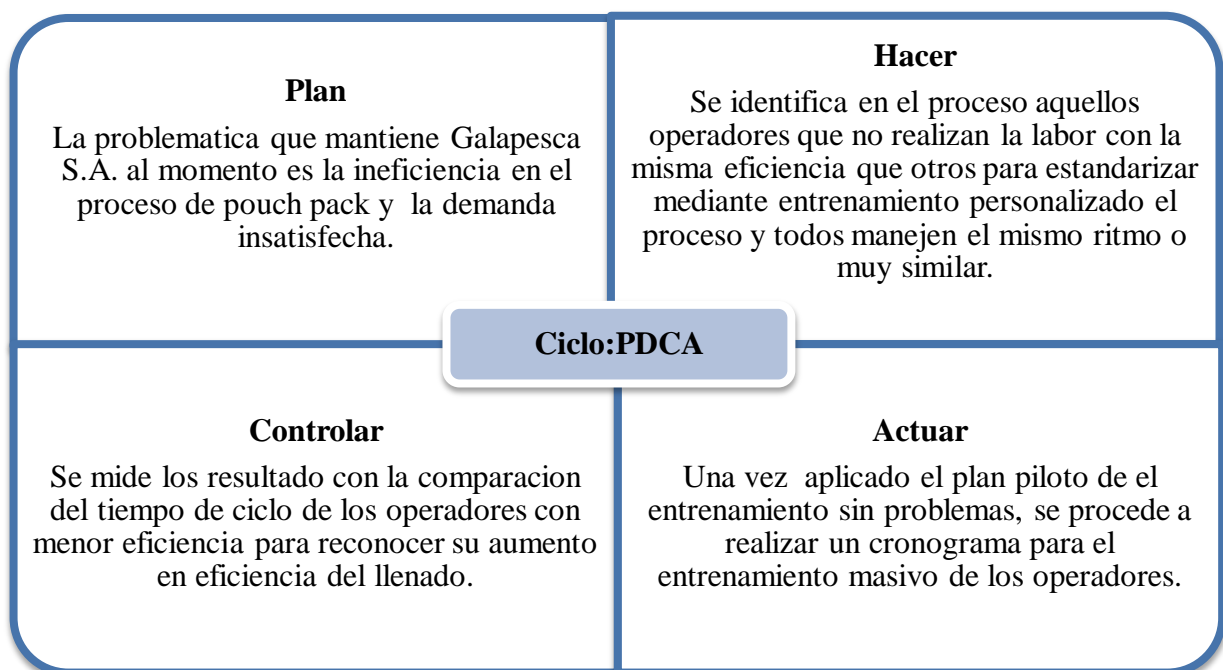 Plan
La problematica que mantiene Galapesca
S.A. al momento es la ineficiencia en el
proceso de pouch pack y la demanda
insatisfecha.
Hacer
Se identifica en el proceso aquellos
operadores que no realizan la labor con la
misma eficiencia que otros para estandarizar
mediante entrenamiento personalizado el
proceso y todos manejen el mismo ritmo o
muy similar.
Ciclo:PDCA
Controlar
Se mide los resultado con la comparacion
del tiempo de ciclo de los operadores con
menor eficiencia para reconocer su aumento
en eficiencia del llenado.
Actuar
Una vez aplicado el plan piloto de el
entrenamiento sin problemas, se procede a
realizar un cronograma para el
entrenamiento masivo de los operadores.